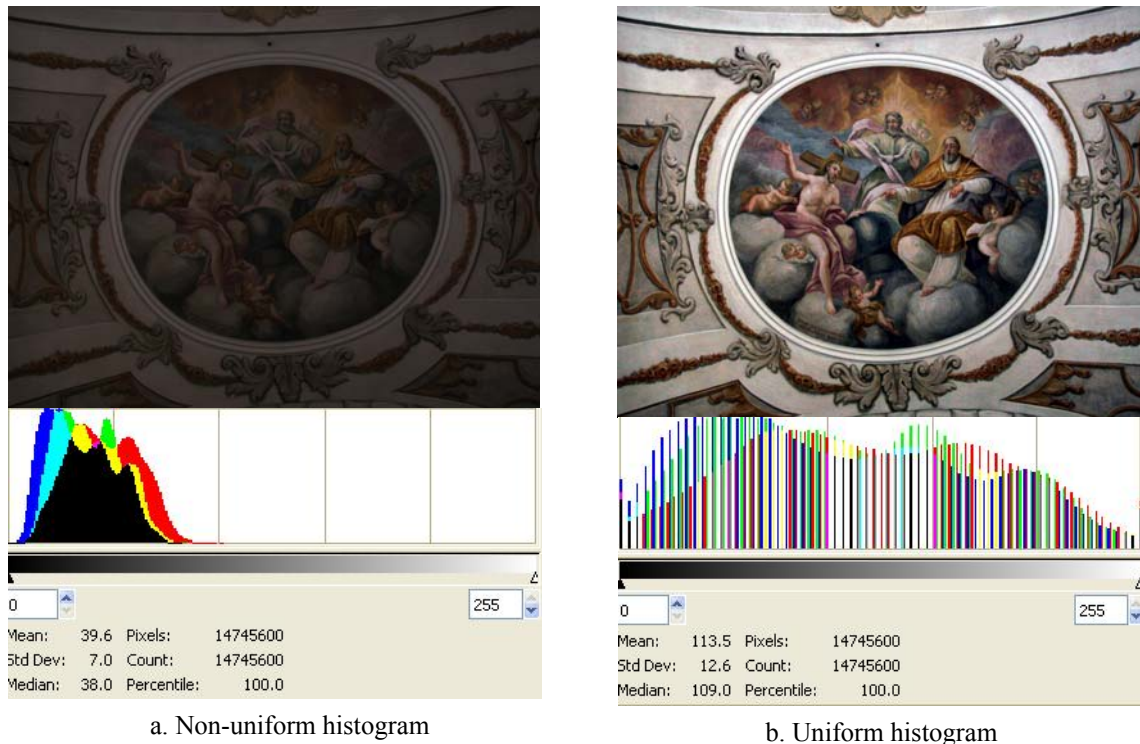 0
255
Mean: 39.6 Pixels: 14745600
Std Dev: 7.0 Count: 14745600
Median: 38.0 Percentile: 100.0
a. Non-uniform histogram
0
255
Mean: 113.5 Pixels: 14745600
Std Dev: 12.6 Count: 14745600
Median: 109.0 Percentile: 100.0
b. Uniform histogram